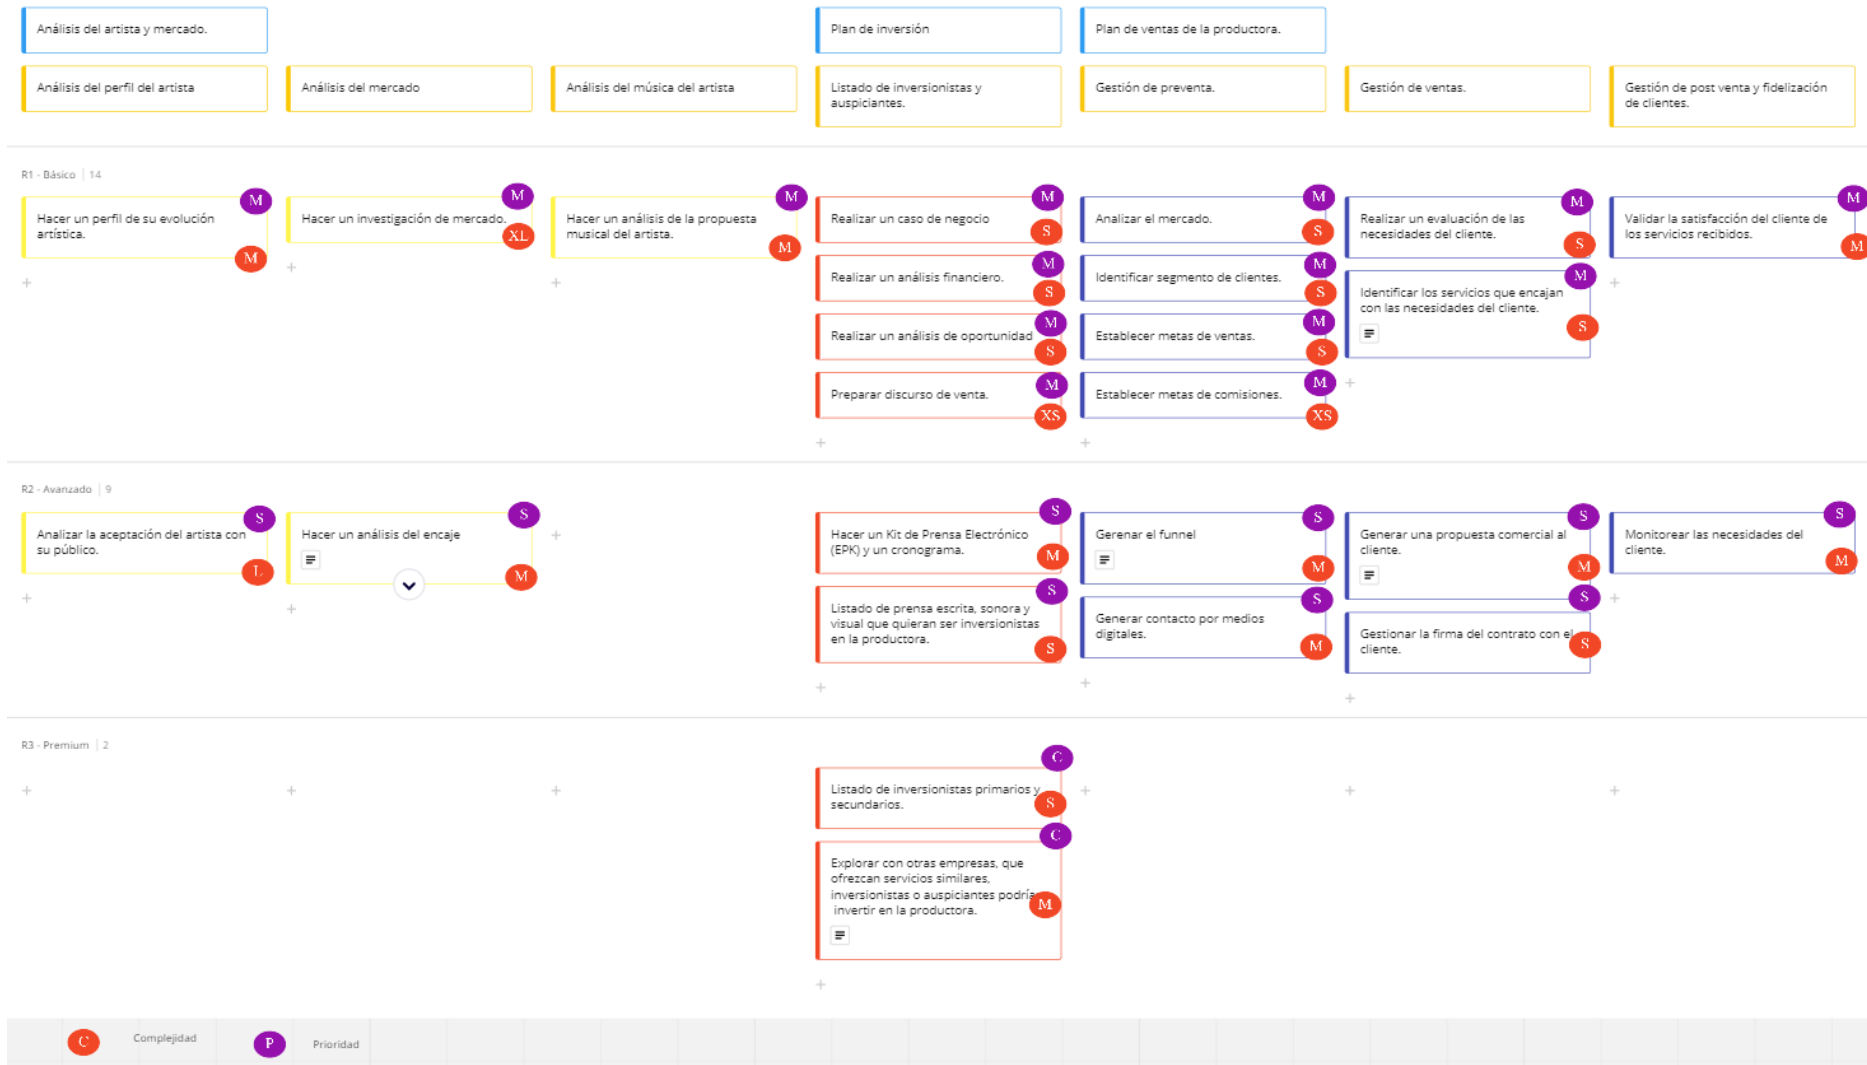 Análisis del artista y mercado.
Plan de inversión
Plan de ventas de la productora.
Análisis del perfil del artista
Análisis del mercado
Análisis del música del artista
Listado de inversionistas y
auspiciantes.
Gestión de preventa.
Gestión de ventas.
Gestión de post venta y fidelización
de clientes.
R1 - Básico | 14
Hacer un perfil de su evolución
artística.
M
M
Hacer un investigación de mercado.
M
XL
Hacer un análisis de la propuesta
musical del artista.
M
M
Realizar un caso de negocio
M
S
Realizar un análisis financiero.
M
S
Realizar un análisis de oportunidad
M
S
Preparar discurso de venta.
M
XS
Analizar el mercado.
M
S
Identificar segmento de clientes.
M
S
Establecer metas de ventas.
M
S
Establecer metas de comisiones.
M
XS
Realizar un evaluación de las
necesidades del cliente.
M
S
Identificar los servicios que encajan
con las necesidades del cliente.
M
S
Validar la satisfacción del cliente de
los servicios recibidos.
M
M
R2 - Avanzado | 9
Analizar la aceptación del artista con
su público.
S
L
Hacer un análisis del encaje
S
M
Hacer un Kit de Prensa Electrónico
(EPK) y un cronograma.
S
M
Listado de prensa escrita, sonora y
visual que quieran ser inversionistas
en la productora.
S
S
Gerenar el funnel
S
M
Generar contacto por medios
digitales.
S
M
Generar una propuesta comercial al
cliente.
S
M
Gestionar la firma del contrato con el
cliente.
S
S
Monitorear las necesidades del
cliente.
S
M
R3 - Premium | 2
Listado de inversionistas primarios y
secundarios.
C
S
Explorar con otras empresas, que
ofrezcan servicios similares,
inversionistas o auspiciantes podría
invertir en la productora.
C
M
C Complejidad
P Prioridad